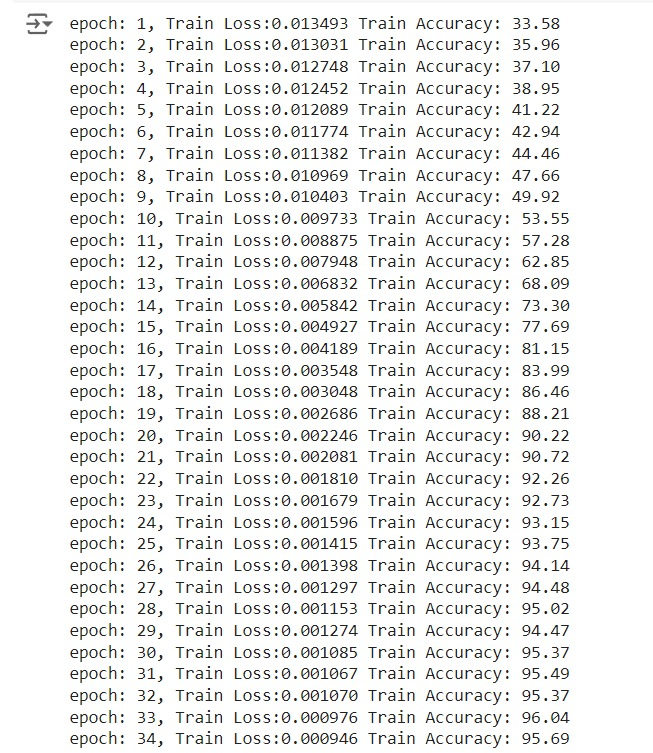 epoch: 1, Train Loss:0.013493 Train Accuracy: 33.58
epoch: 2, Train Loss:0.013031 Train Accuracy: 35.96
epoch: 3, Train Loss:0.012748 Train Accuracy: 37.10
epoch: 4, Train Loss:0.012452 Train Accuracy: 38.95
epoch: 5, Train Loss:0.012089 Train Accuracy: 41.22
epoch: 6, Train Loss:0.011774 Train Accuracy: 42.94
epoch: 7, Train Loss:0.011382 Train Accuracy: 44.46
epoch: 8, Train Loss:0.010969 Train Accuracy: 47.66
epoch: 9, Train Loss:0.010403 Train Accuracy: 49.92
epoch: 10, Train Loss:0.009733 Train Accuracy: 53.55
epoch: 11, Train Loss:0.008875 Train Accuracy: 57.28
epoch: 12, Train Loss:0.007948 Train Accuracy: 62.85
epoch: 13, Train Loss:0.006832 Train Accuracy: 68.09
epoch: 14, Train Loss:0.005842 Train Accuracy: 73.30
epoch: 15, Train Loss:0.004927 Train Accuracy: 77.69
epoch: 16, Train Loss:0.004189 Train Accuracy: 81.15
epoch: 17, Train Loss:0.003548 Train Accuracy: 83.99
epoch: 18, Train Loss:0.003048 Train Accuracy: 86.46
epoch: 19, Train Loss:0.002686 Train Accuracy: 88.21
epoch: 20, Train Loss:0.002246 Train Accuracy: 90.22
epoch: 21, Train Loss:0.002081 Train Accuracy: 90.72
epoch: 22, Train Loss:0.001810 Train Accuracy: 92.26
epoch: 23, Train Loss:0.001679 Train Accuracy: 92.73
epoch: 24, Train Loss:0.001596 Train Accuracy: 93.15
epoch: 25, Train Loss:0.001415 Train Accuracy: 93.75
epoch: 26, Train Loss:0.001398 Train Accuracy: 94.14
epoch: 27, Train Loss:0.001297 Train Accuracy: 94.48
epoch: 28, Train Loss:0.001153 Train Accuracy: 95.02
epoch: 29, Train Loss:0.001274 Train Accuracy: 94.47
epoch: 30, Train Loss:0.001085 Train Accuracy: 95.37
epoch: 31, Train Loss:0.001067 Train Accuracy: 95.49
epoch: 32, Train Loss:0.001070 Train Accuracy: 95.37
epoch: 33, Train Loss:0.000976 Train Accuracy: 96.04
epoch: 34, Train Loss:0.000946 Train Accuracy: 95.69